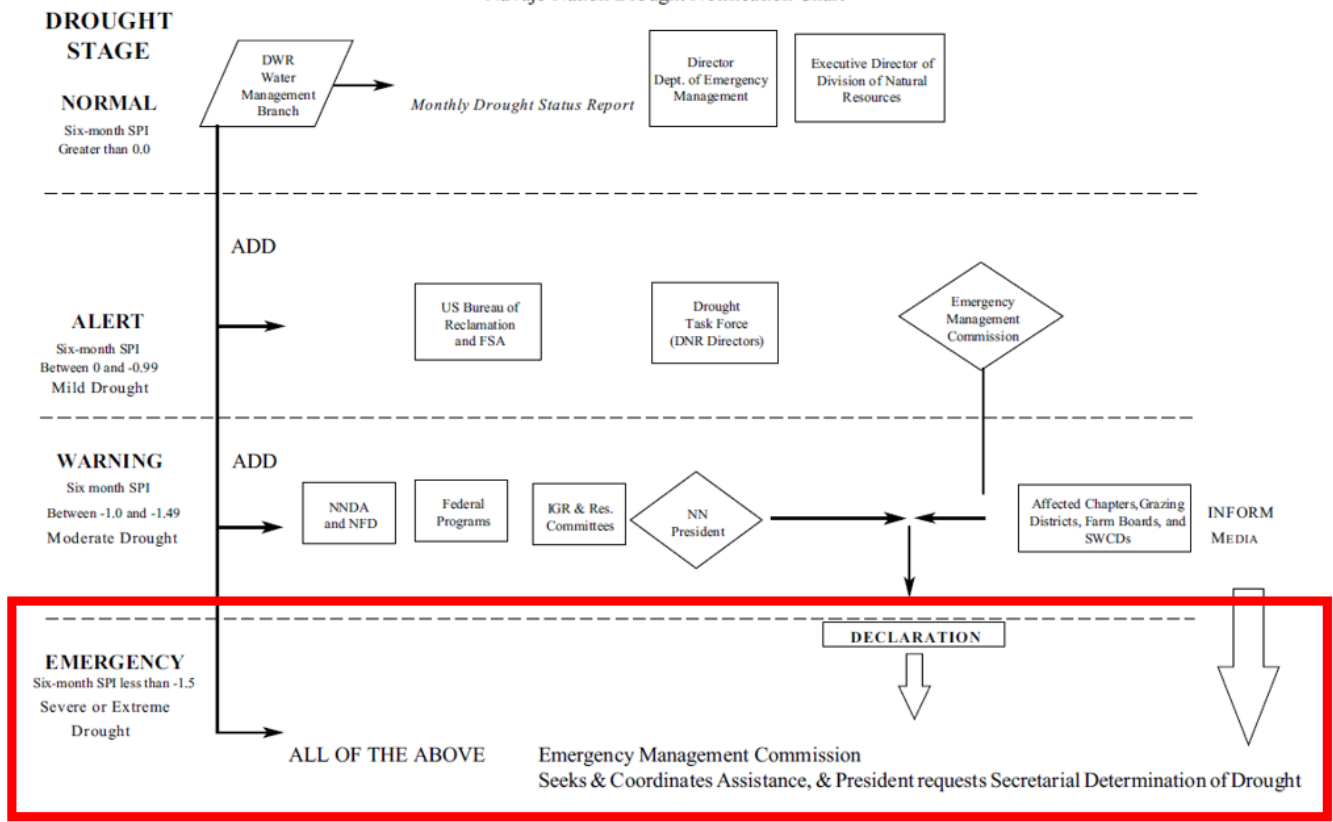 DROUGHT
STAGE
NORMAL
Six-month SPI
Greater than 0.0
DWR
Water
Management
Branch
Monthly Drought Status Report
Director
Dept. of Emergency
Management
Executive Director of
Division of Natural
Resources
ADD
ALERT
Six-month SPI
Between 0 and -0.99
Mild Drought
US Bureau of
Reclamation
and FSA
Drought
Task Force
(DNR Directors)
Emergency
Management
Commission
WARNING
Six month SPI
Between -1.0 and -1.49
Moderate Drought
ADD
NNDA
and NFD
Federal
Programs
IGR & Res.
Committees
NN
President
Affected Chapters, Grazing
Districts, Farm Boards, and
SWCDs
INFORM
MEDIA
EMERGENCY
Six-month SPI less than -1.5
Severe or Extreme
Drought
DECLARATION
ALL OF THE ABOVE
Emergency Management Commission
Seeks & Coordinates Assistance, & President requests Secretarial Determination of Drought